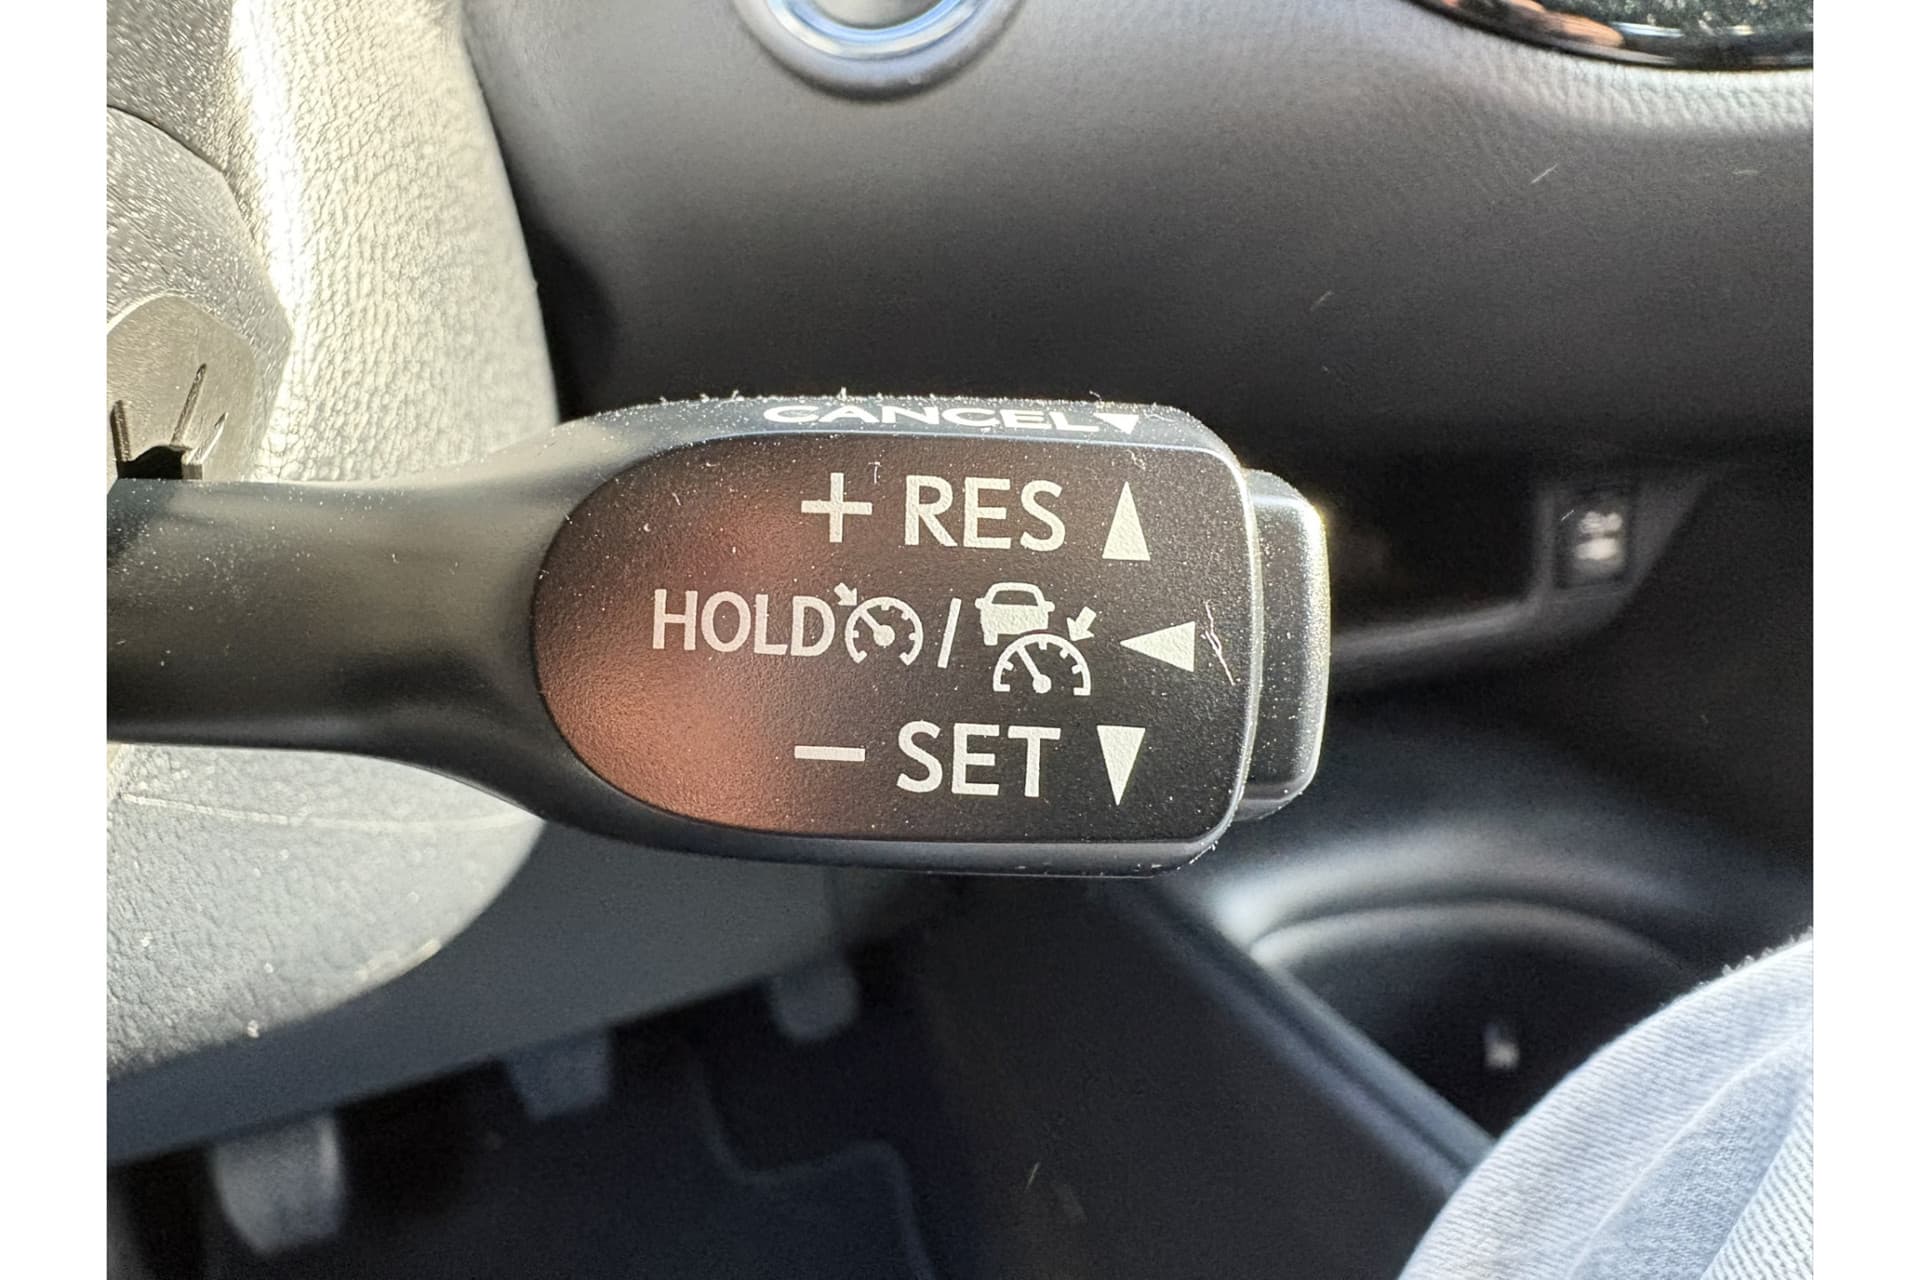 CANCEL
+ RES
HOLD /
− SET